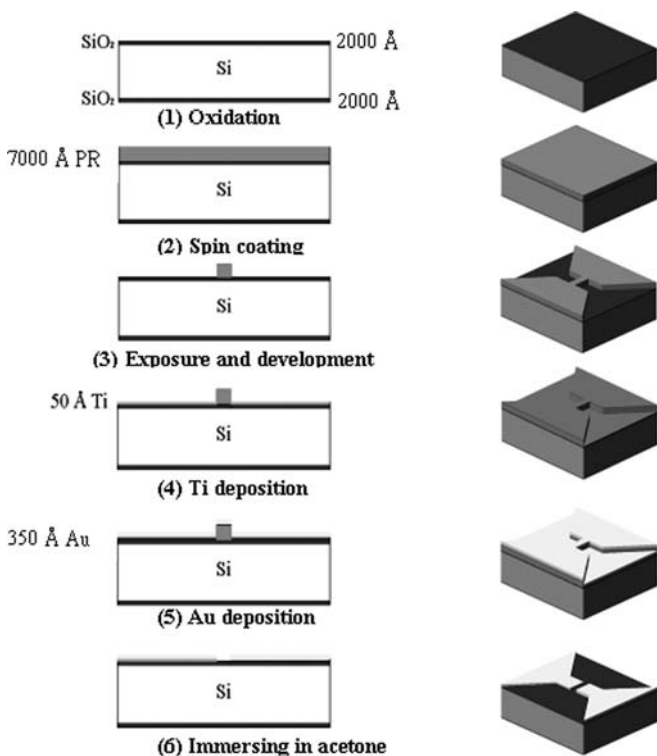 SiO₂ 2000 Å
Si
SiO₂ 2000 Å
(1) Oxidation
7000 Å PR
Si
(2) Spin coating
Si
(3) Exposure and development
50 Å Ti
Si
(4) Ti deposition
350 Å Au
Si
(5) Au deposition
Si
(6) Immersing in acetone